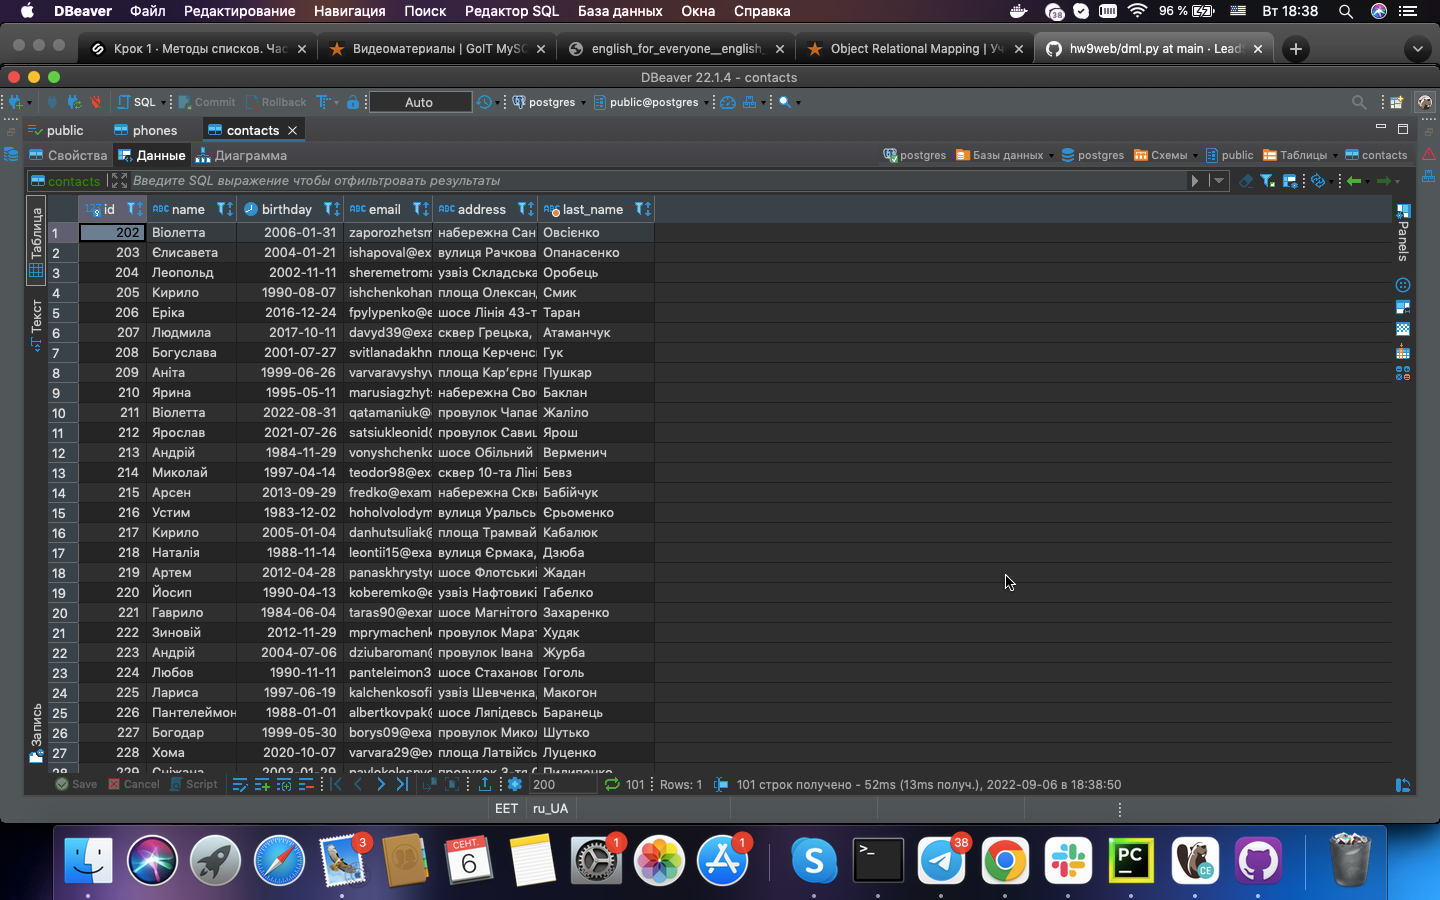 DBeaver Файл Редактирование Навигация Поиск Редактор SQL База данных Окна Справка 38 96 % Вт 18:38
Крок 1 · Методы списков. Час
Видеоматериалы | GoIT MySQ
english_for_everyone__english_
Object Relational Mapping | Уч
hw9web/dml.py at main · Lead
DBeaver 22.1.4 - contacts
SQL Commit Rollback Auto postgres public@postgres
public phones contacts
Свойства Данные Диаграмма postgres Базы данных postgres Схемы public Таблицы contacts
contacts Введите SQL выражение чтобы отфильтровать результаты
Таблица
Текст
Запись
Panels
id name birthday email address last_name
1 202 Віолетта 2006-01-31 zaporozhetsm набережна Сан Овсієнко
2 203 Єлисавета 2004-01-21 ishapoval@ex вулиця Рачкова Опанасенко
3 204 Леопольд 2002-11-11 sheremetroma узвіз Складська Оробець
4 205 Кирило 1990-08-07 ishchenkohan площа Олексан, Смик
5 206 Еріка 2016-12-24 fpylypenko@e шосе Лінія 43-т Таран
6 207 Людмила 2017-10-11 davyd39@exa сквер Грецька, Атаманчук
7 208 Богуслава 2001-07-27 svitlanadakhn площа Керченс Гук
8 209 Аніта 1999-06-26 varvaravyshyv площа Кар’єрна Пушкар
9 210 Ярина 1995-05-11 marusiagzhyt набережна Сво Баклан
10 211 Віолетта 2022-08-31 qatamaniuk@ провулок Чапає Жаліло
11 212 Ярослав 2021-07-26 satsiukleonid@ провулок Савиц Ярош
12 213 Андрій 1984-11-29 vonyshchenko шосе Обільний Верменич
13 214 Миколай 1997-04-14 teodor98@ex сквер 10-та Ліні Бевз
14 215 Арсен 2013-09-29 fredko@exam набережна Скво Бабійчук
15 216 Устим 1983-12-02 hoholvolodym вулиця Уральсь Єрьоменко
16 217 Кирило 2005-01-04 danhutsuliak@ площа Трамвай Кабалюк
17 218 Наталія 1988-11-14 leontii15@exa вулиця Єрмака, Дзюба
18 219 Артем 2012-04-28 panaskhrysty шосе Флотський Жадан
19 220 Йосип 1990-04-13 koberemko@e узвіз Нафтовикі Габелко
20 221 Гаврило 1984-06-04 taras90@exar шосе Магнітого Захаренко
21 222 Зиновій 2012-11-29 mprymachenk провулок Марат Худяк
22 223 Андрій 2004-07-06 dziubaroman@ провулок Івана Журба
23 224 Любов 1990-11-11 panteleimon3 шосе Стаханово Гоголь
24 225 Лариса 1997-06-19 kalchenkosofi узвіз Шевченка, Макогон
25 226 Пантелеймон 1988-01-01 albertkovpak@ шосе Ляпідевсь Баранець
26 227 Богодар 1999-05-30 borys09@exa провулок Микол Шутько
27 228 Хома 2020-10-07 varvara29@ex площа Латвійсь Луценко
28 229 Сніжана 2003-01-29
Save Cancel Script 200 101 Rows: 1 101 строк получено - 52ms (13ms получ.), 2022-09-06 в 18:38:50
EET ru_UA
3 СЕНТ. 6 1 1 >_ 38 PC CE